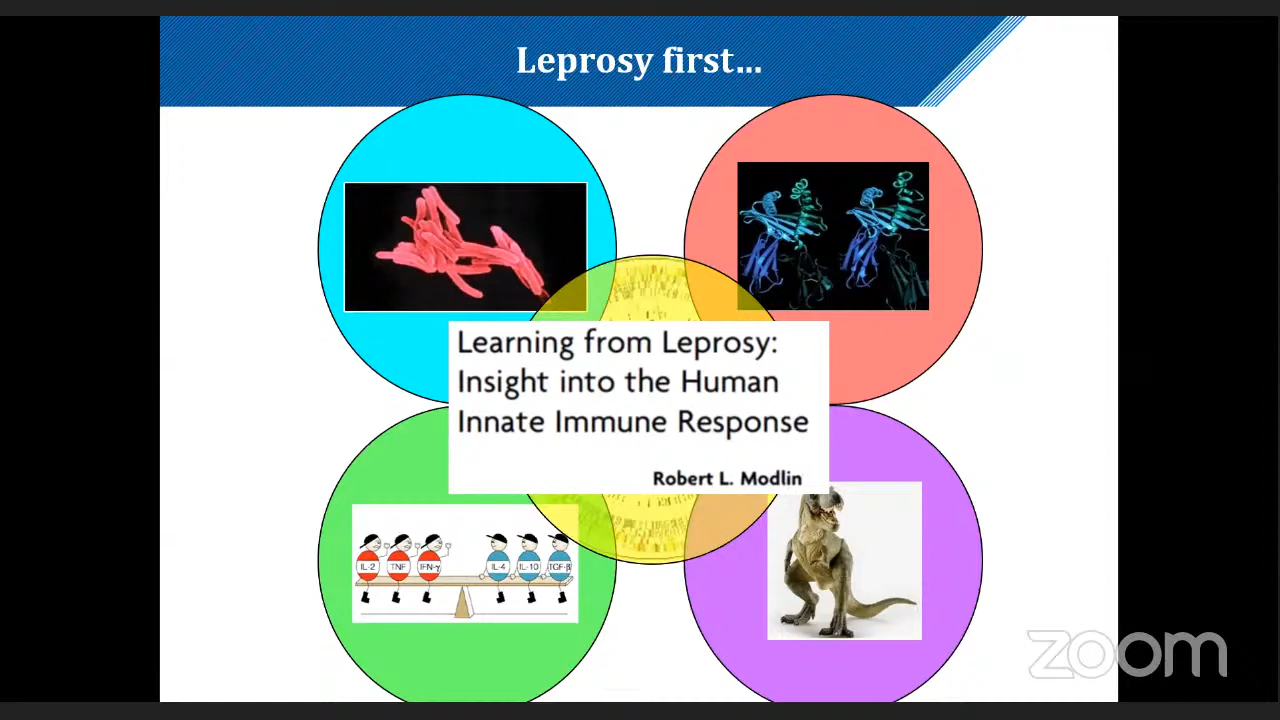 Leprosy first...
Learning from Leprosy:
Insight into the Human
Innate Immune Response
Robert L. Modlin
IL-2 TNF IFN-γ IL-4 IL-10 TGF-β
zoom